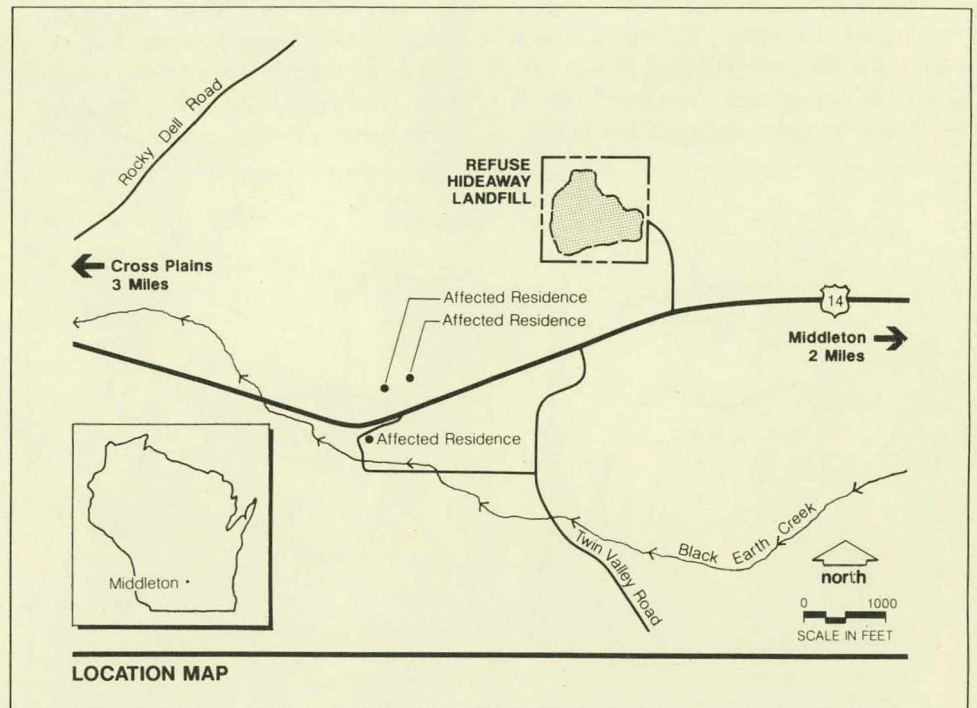 Rocky Dell Road
REFUSE
HIDEAWAY
LANDFILL
Cross Plains
3 Miles
Affected Residence
Affected Residence
14
Middleton
2 Miles
Affected Residence
Middleton
Twin Valley Road
Black Earth Creek
north
0 1000
SCALE IN FEET
LOCATION MAP